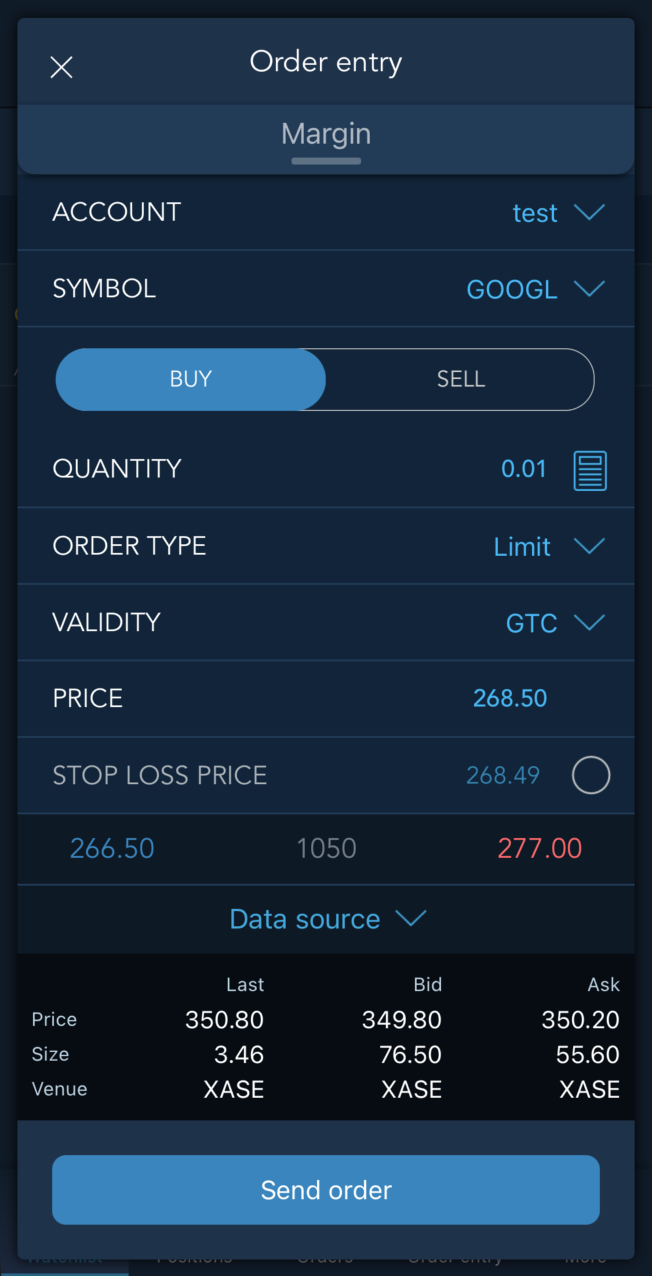 Order entry
Margin
ACCOUNT test
SYMBOL GOOGL
BUY SELL
QUANTITY 0.01
ORDER TYPE Limit
VALIDITY GTC
PRICE 268.50
STOP LOSS PRICE 268.49
266.50 1050 277.00
Data source
Last Bid Ask
Price 350.80 349.80 350.20
Size 3.46 76.50 55.60
Venue XASE XASE XASE
Send order